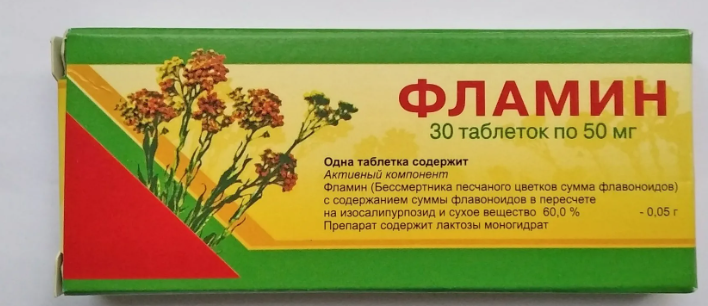 ФЛАМИН
30 таблеток по 50 мг
Одна таблетка содержит
Активный компонент
Фламин (Бессмертника песчаного цветков сумма флавоноидов)
с содержанием суммы флавоноидов в пересчете
на изосалипурпозид и сухое вещество 60,0 % - 0,05 г
Препарат содержит лактозы моногидрат